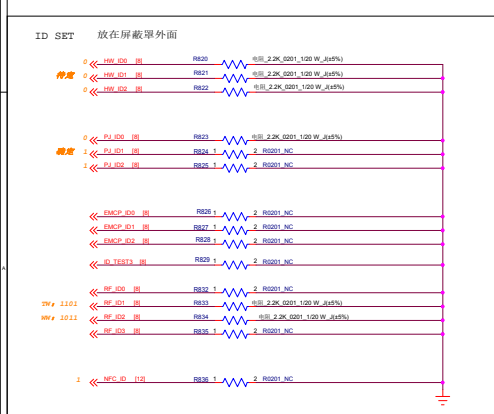 ID SET 放在屏蔽罩外面
0 HW_ID0 [8] R820 电阻_2.2K_0201_1/20 W_J(±5%)
待定 0 HW_ID1 [8] R821 电阻_2.2K_0201_1/20 W_J(±5%)
0 HW_ID2 [8] R822 电阻_2.2K_0201_1/20 W_J(±5%)
0 PJ_ID0 [8] R823 电阻_2.2K_0201_1/20 W_J(±5%)
确定 1 PJ_ID1 [8] R824 1 2 R0201_NC
1 PJ_ID2 [8] R825 1 2 R0201_NC
EMCP_ID0 [8] R826 1 2 R0201_NC
EMCP_ID1 [8] R827 1 2 R0201_NC
EMCP_ID2 [8] R828 1 2 R0201_NC
ID_TEST3 [8] R829 1 2 R0201_NC
RF_ID0 [8] R832 1 2 R0201_NC
TW: 1101 RF_ID1 [8] R833 电阻_2.2K_0201_1/20 W_J(±5%)
WW: 1011 RF_ID2 [8] R834 电阻_2.2K_0201_1/20 W_J(±5%)
RF_ID3 [8] R835 1 2 R0201_NC
1 NFC_ID [12] R836 1 2 R0201_NC
A